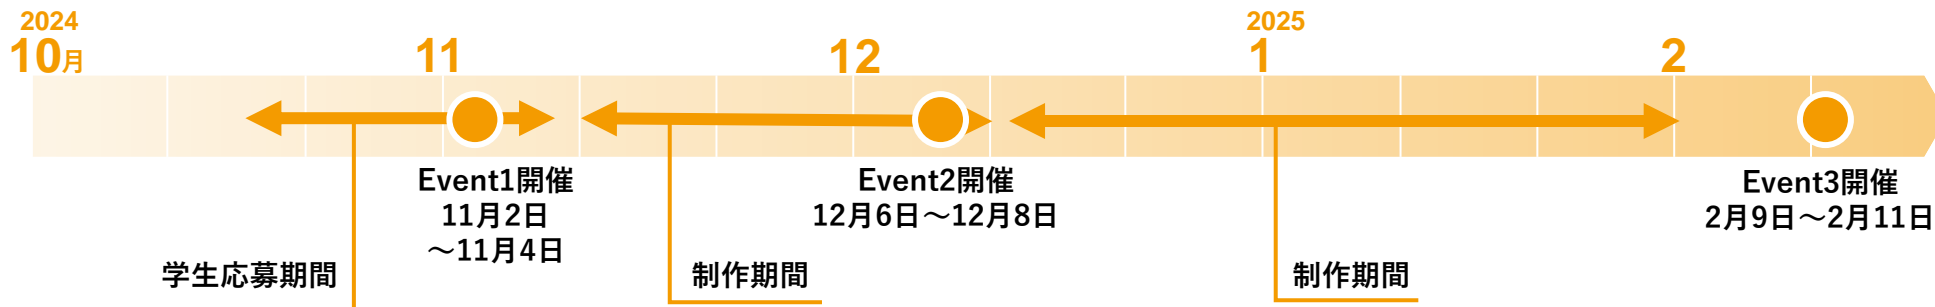 2024
10月
11
12
2025
1
2
Event1開催
11月2日
～11月4日
Event2開催
12月6日～12月8日
Event3開催
2月9日～2月11日
学生応募期間
制作期間
制作期間